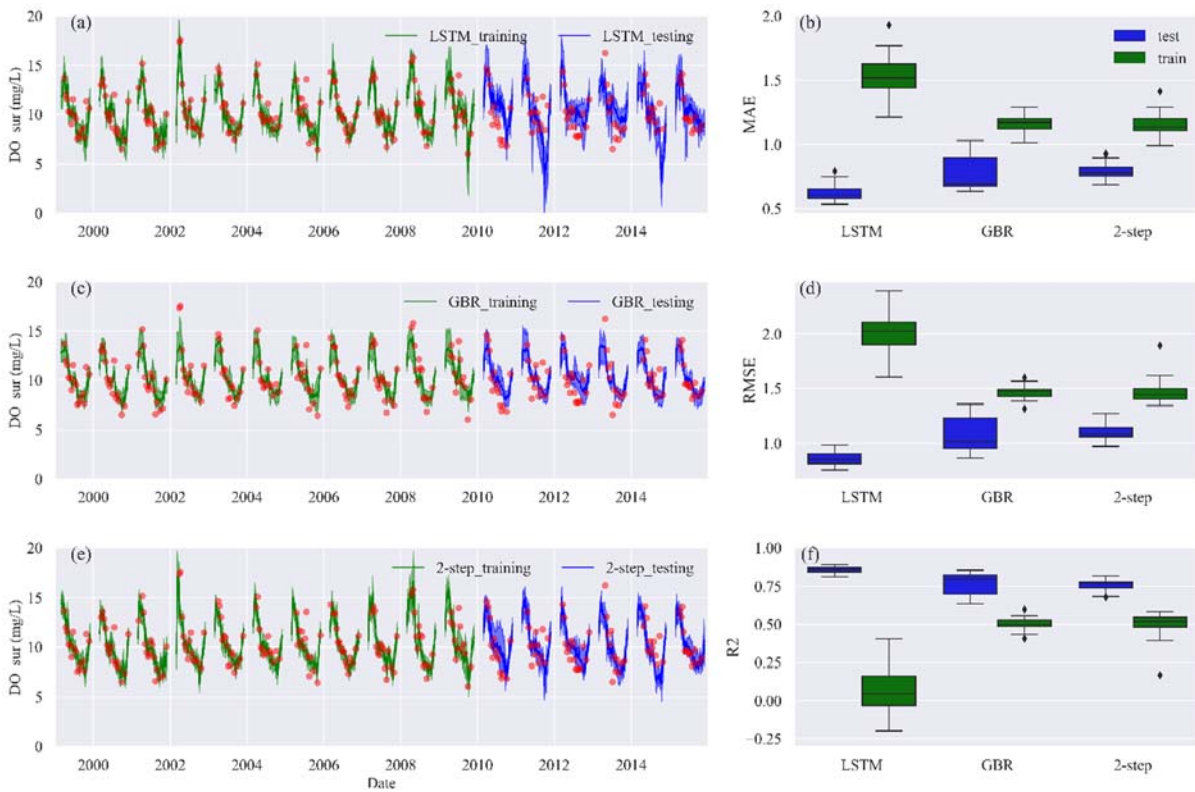 (a)
LSTM_training
LSTM_testing
DO sur (mg/L)
20
15
10
5
0
2000 2002 2004 2006 2008 2010 2012 2014
(b)
test
train
MAE
2.0
1.5
1.0
0.5
LSTM GBR 2-step
(c)
GBR_training
GBR_testing
DO sur (mg/L)
20
15
10
5
0
2000 2002 2004 2006 2008 2010 2012 2014
(d)
RMSE
2.0
1.5
1.0
LSTM GBR 2-step
(e)
2-step_training
2-step_testing
DO sur (mg/L)
20
15
10
5
0
2000 2002 2004 2006 2008 2010 2012 2014
Date
(f)
R2
1.00
0.75
0.50
0.25
0.00
−0.25
LSTM GBR 2-step